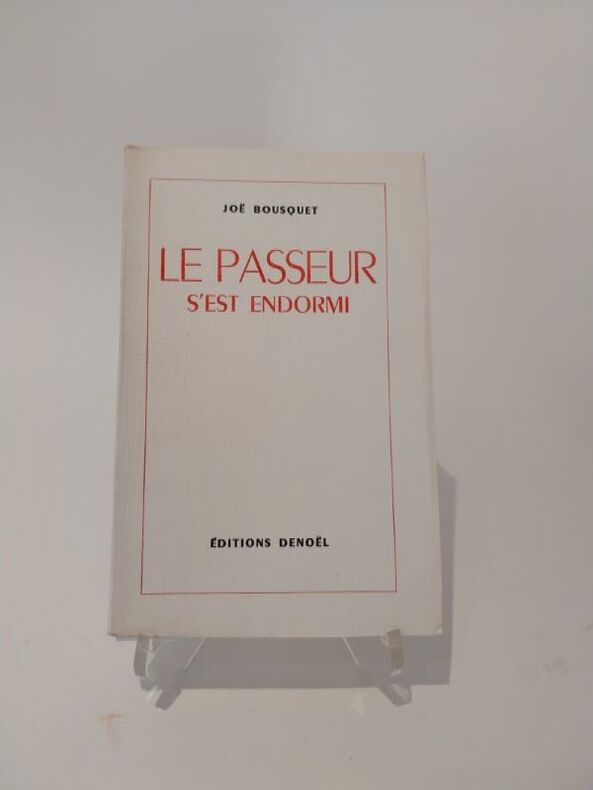 JOË BOUSQUET
LE PASSEUR
S'EST ENDORMI
ÉDITIONS DENOËL